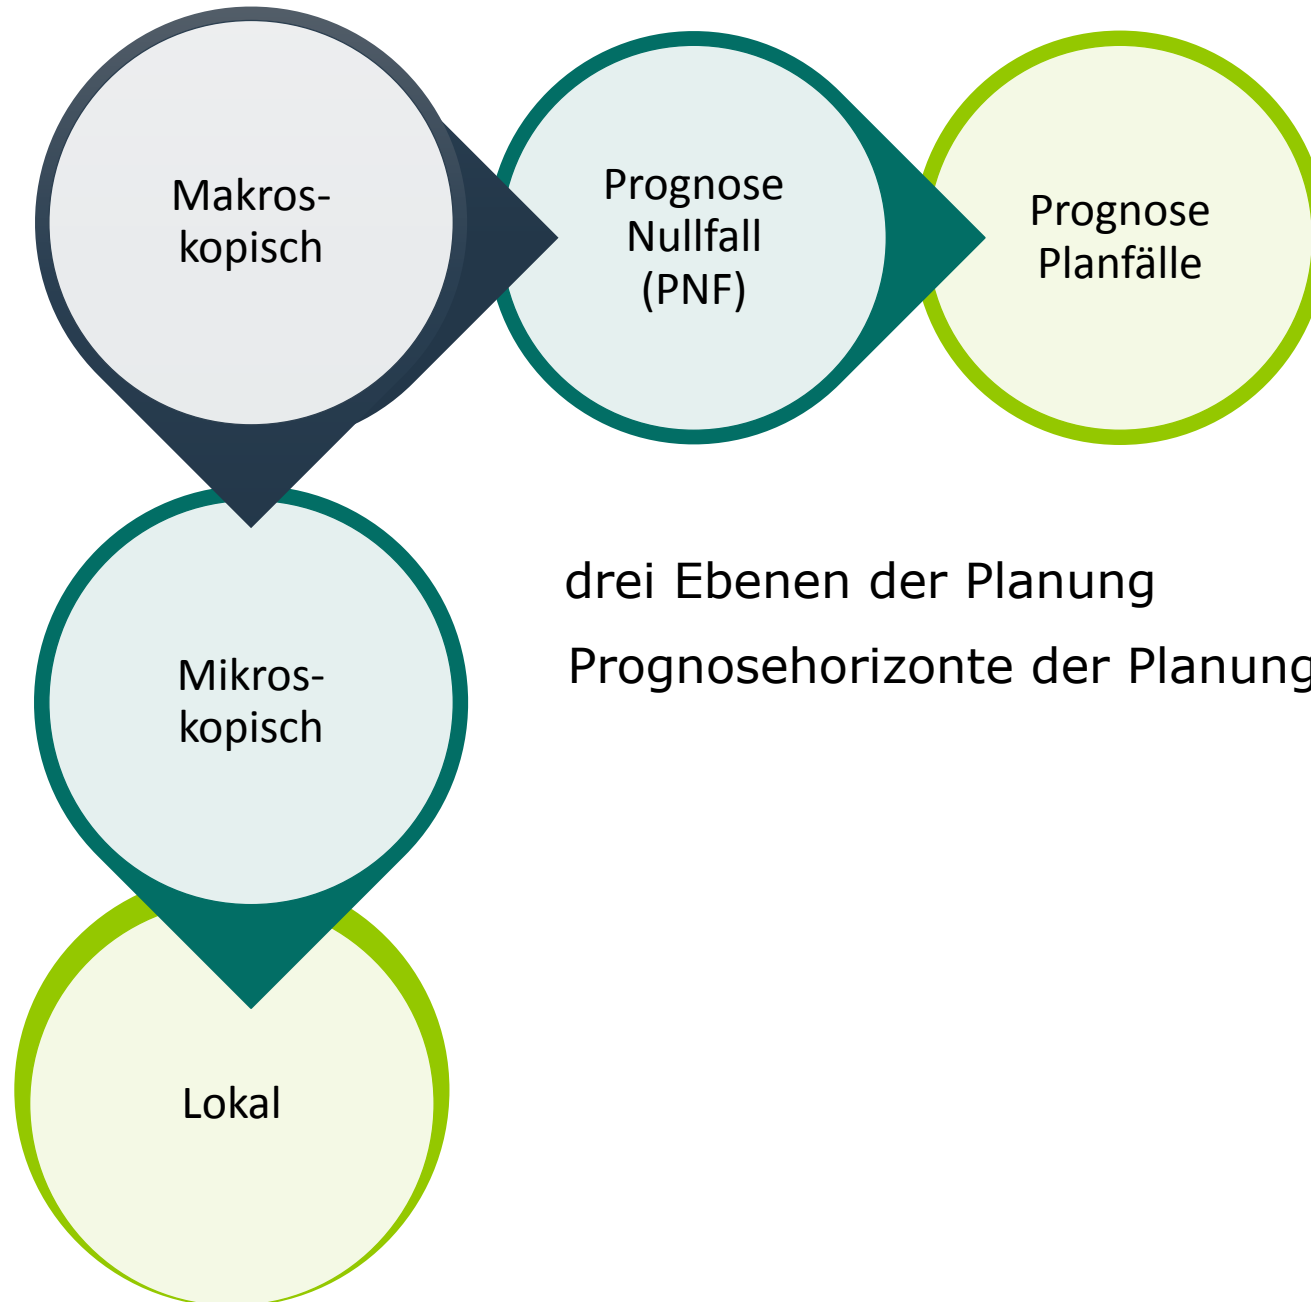 Makros-
kopisch
Prognose
Nullfall
(PNF)
Prognose
Planfälle
drei Ebenen der Planung
Prognosehorizonte der Planung
Mikros-
kopisch
Lokal